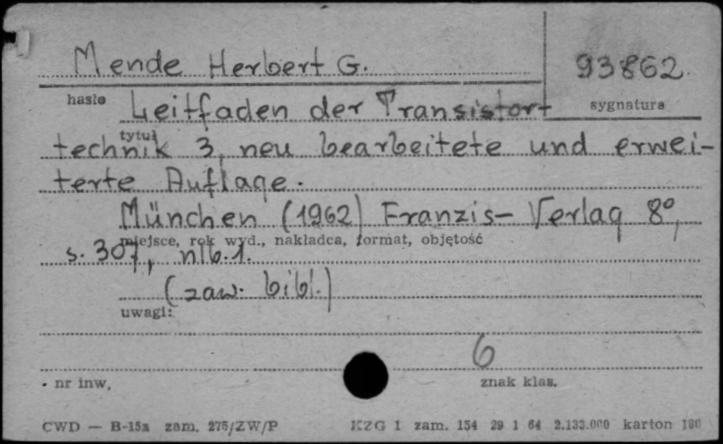 Mende Herbert G.
93862.
hasło Leitfaden der Transistort
sygnatura
tytuł
technik 3, neu bearbeitete und erwei-
terte Auflage.
München (1962) Franzis-Verlag 8°,
miejsce, rok wyd., nakładca, format, objętość
s. 307, nlb.1.
(zaw. bibl.)
uwagi:
6
nr inw.
znak klas.
CWD — B-15a zam. 275/ZW/P KZG 1 zam. 154 29 1 64 2.133.000 karton 180